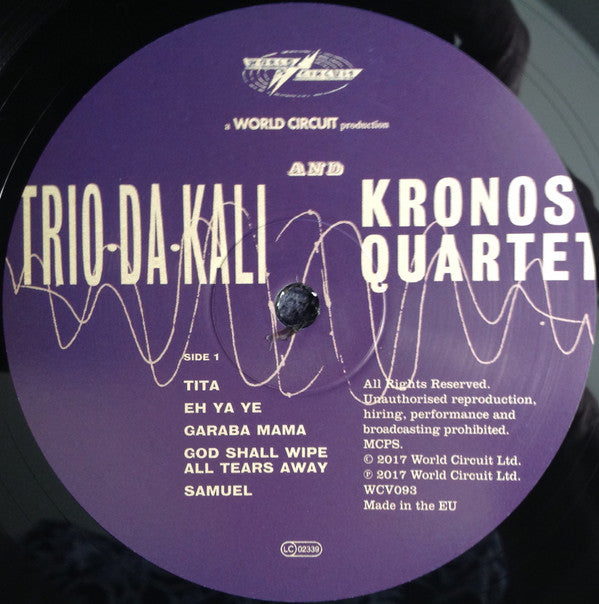 WORLD CIRCUIT
a WORLD CIRCUIT production
AND
TRIO·DA·KALI
KRONOS
QUARTET
SIDE 1
TITA
EH YA YE
GARABA MAMA
GOD SHALL WIPE
ALL TEARS AWAY
SAMUEL
All Rights Reserved.
Unauthorised reproduction,
hiring, performance and
broadcasting prohibited.
MCPS.
© 2017 World Circuit Ltd.
℗ 2017 World Circuit Ltd.
WCV093
Made in the EU
LC 02339